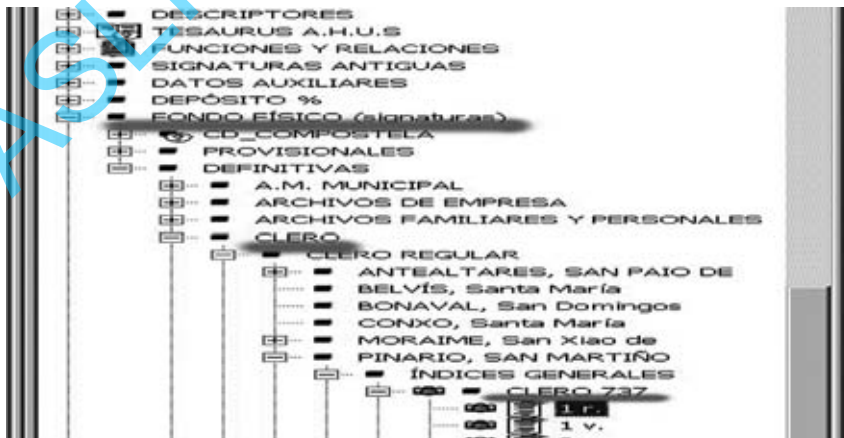 DESCRIPTORES
TESAURUS A.H.U.S
FUNCIONES Y RELACIONES
SIGNATURAS ANTIGUAS
DATOS AUXILIARES
DEPÓSITO %
FONDO FÍSICO (signaturas)
CD_COMPOSTELA
PROVISIONALES
DEFINITIVAS
A.M. MUNICIPAL
ARCHIVOS DE EMPRESA
ARCHIVOS FAMILIARES Y PERSONALES
CLERO
CLERO REGULAR
ANTEALTARES, SAN PAIO DE
BELVÍS, Santa María
BONAVAL, San Domingos
CONXO, Santa María
MORAIME, San Xiao de
PINARIO, SAN MARTIÑO
ÍNDICES GENERALES
CLERO 737
1 r.
1 v.